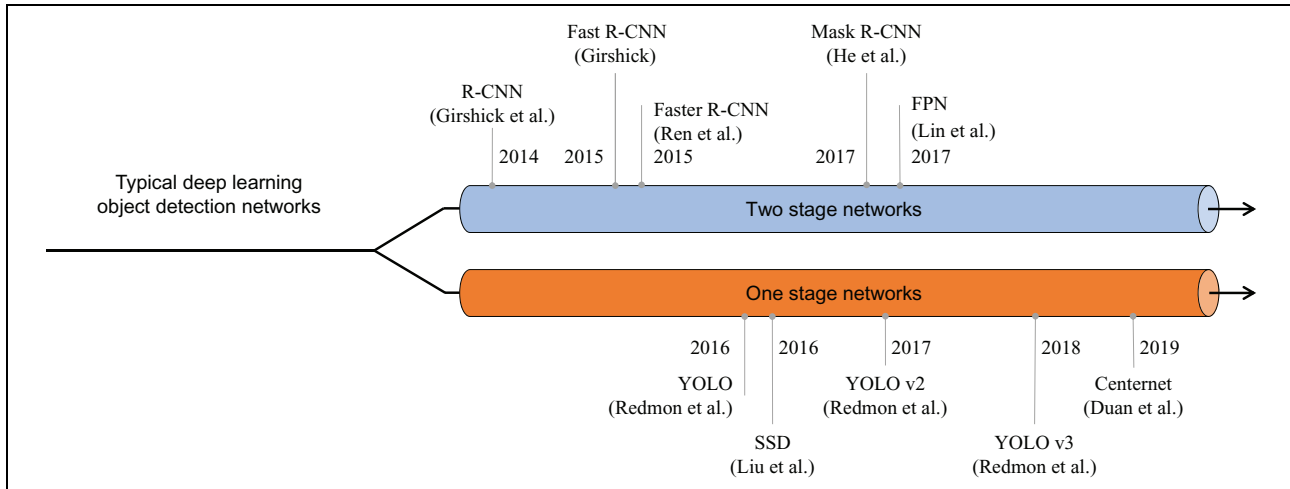 Fast R-CNN
(Girshick)
Mask R-CNN
(He et al.)
R-CNN
(Girshick et al.)
Faster R-CNN
(Ren et al.)
FPN
(Lin et al.)
2014
2015
2015
2017
2017
Typical deep learning
object detection networks
Two stage networks
One stage networks
2016
2016
2017
2018
2019
YOLO
(Redmon et al.)
YOLO v2
(Redmon et al.)
Centernet
(Duan et al.)
SSD
(Liu et al.)
YOLO v3
(Redmon et al.)